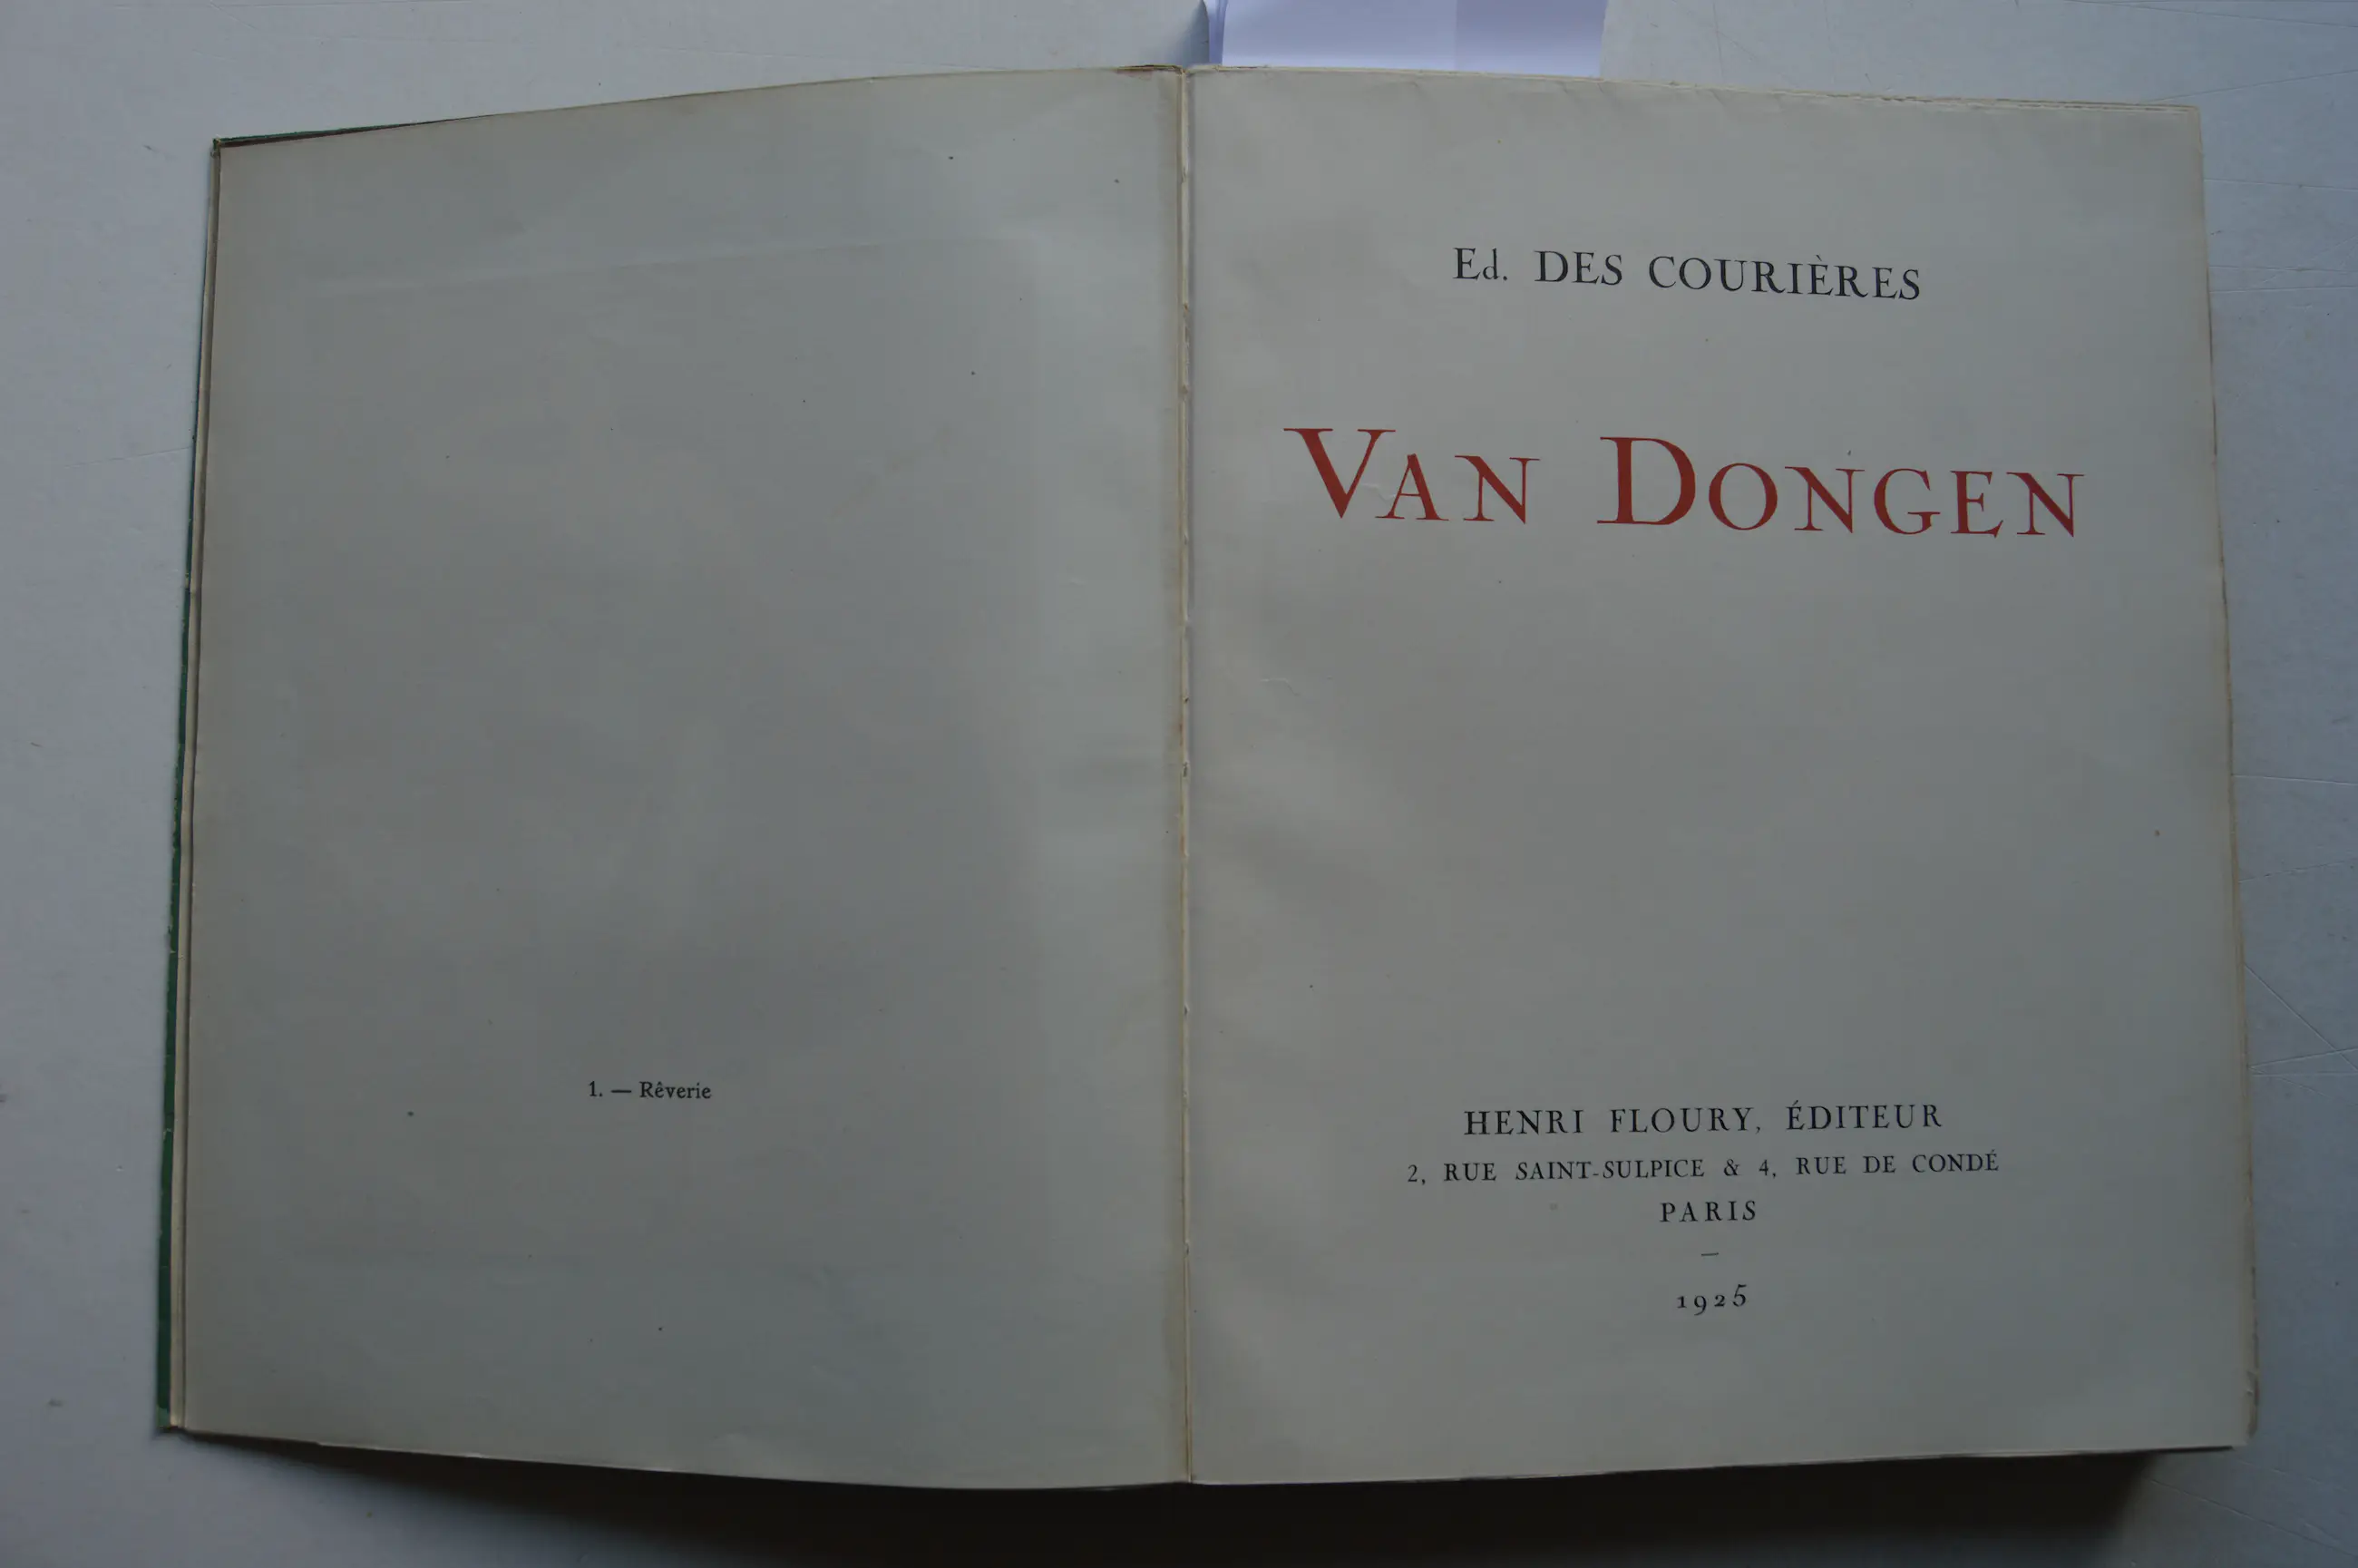 1. — Rêverie
Ed. DES COURIÈRES
VAN DONGEN
HENRI FLOURY, ÉDITEUR
2, RUE SAINT-SULPICE & 4, RUE DE CONDÉ
PARIS
—
1925